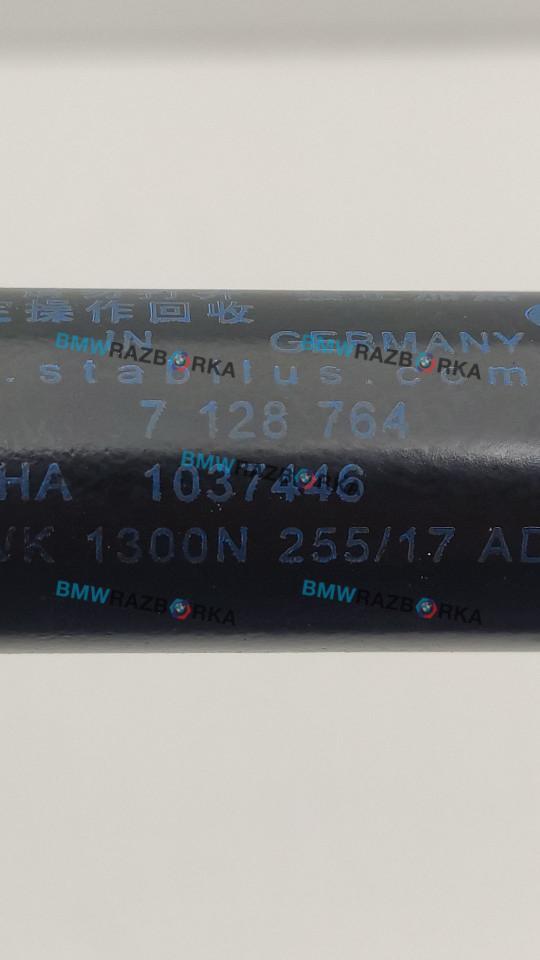 操作回收
IN GERMANY
.stabilus.com
7 128 764
HA 1037446
1300N 255/17 AD
BMWRAZBORKA
BMWRAZBORKA
BMWRAZBORKA
BMWRAZBORKA
BMWRAZBORKA